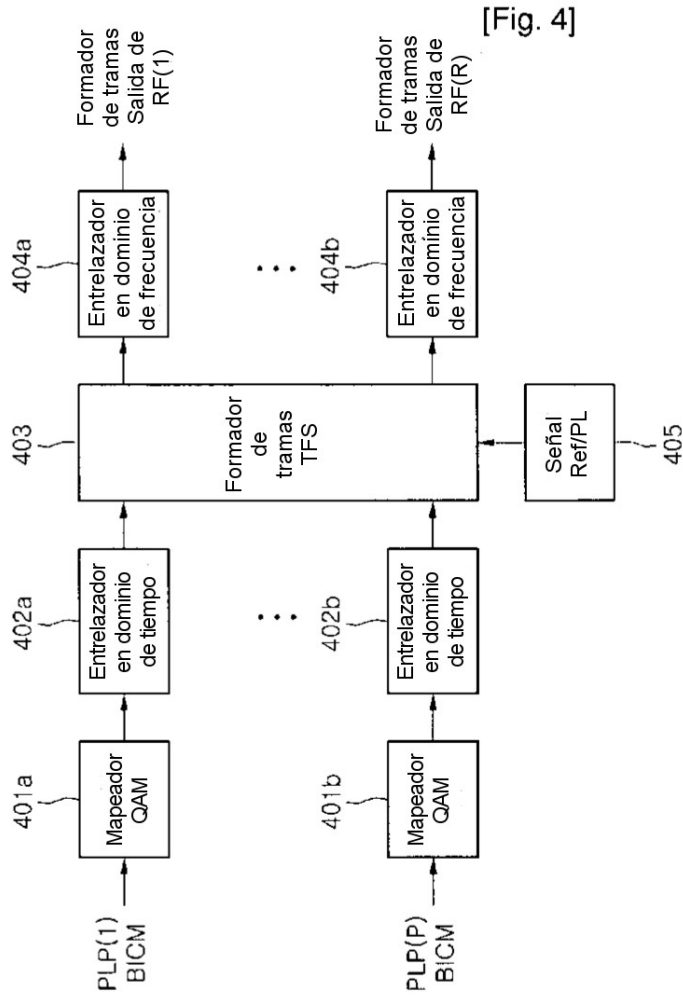 [Fig. 4]
PLP(1)
BICM
401a
Mapeador
QAM
402a
Entrelazador
en dominio
de tiempo
403
Formador
de
tramas
TFS
404a
Entrelazador
en dominio
de frecuencia
Formador
de tramas
Salida de
RF(1)
PLP(P)
BICM
401b
Mapeador
QAM
402b
Entrelazador
en dominio
de tiempo
404b
Entrelazador
en dominio
de frecuencia
Formador
de tramas
Salida de
RF(R)
Señal
Ref/PL
405